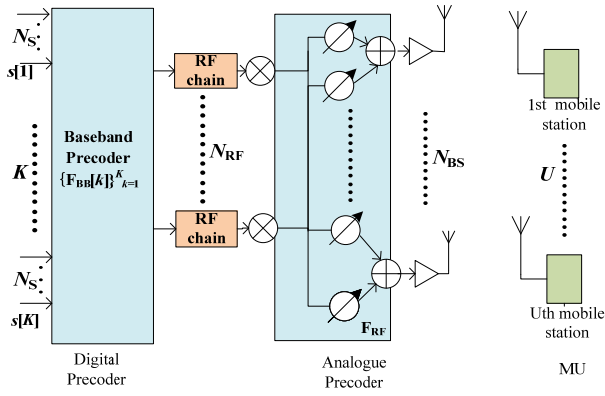 N_S
s[1]
K
N_S
s[K]
Baseband
Precoder
{F_BB[k]}^K_k=1
Digital
Precoder
RF
chain
N_RF
RF
chain
F_RF
Analogue
Precoder
N_BS
1st mobile
station
U
Uth mobile
station
MU